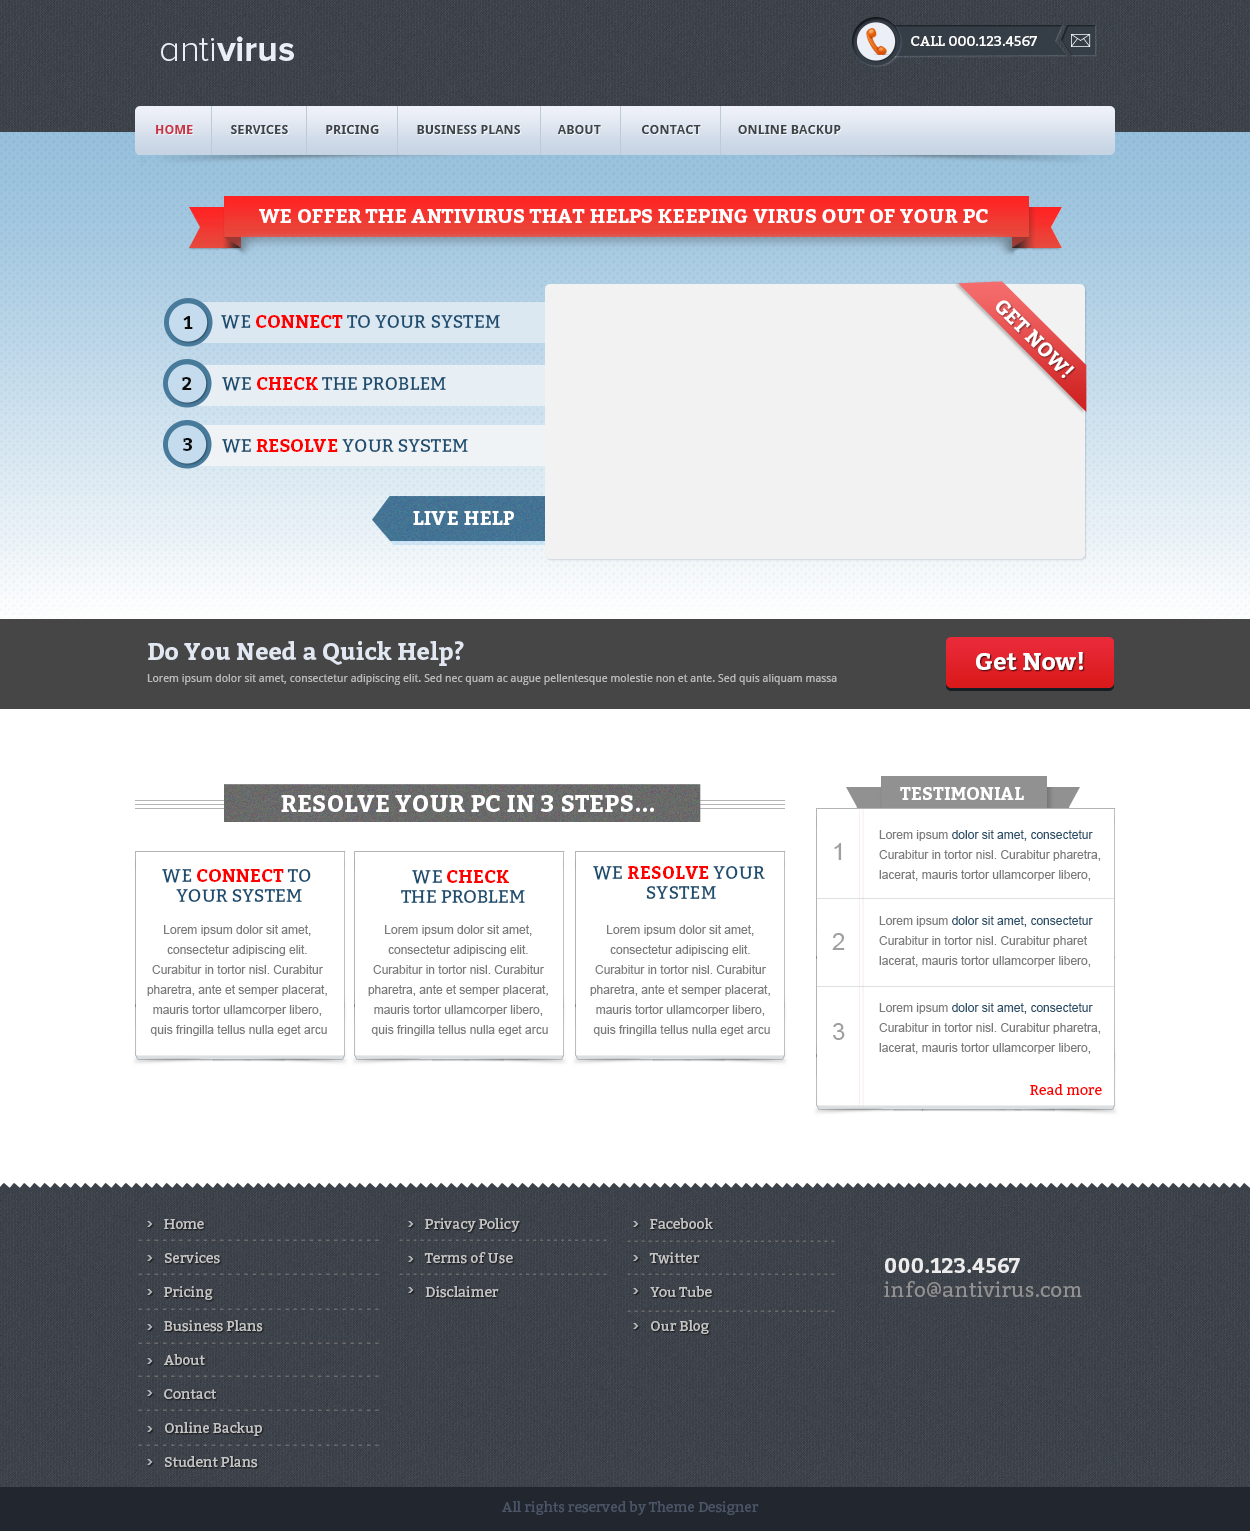 antivirus
CALL 000.123.4567
HOME SERVICES PRICING BUSINESS PLANS ABOUT CONTACT ONLINE BACKUP
WE OFFER THE ANTIVIRUS THAT HELPS KEEPING VIRUS OUT OF YOUR PC
1 WE CONNECT TO YOUR SYSTEM
2 WE CHECK THE PROBLEM
3 WE RESOLVE YOUR SYSTEM
LIVE HELP
GET NOW!
Do You Need a Quick Help?
Lorem ipsum dolor sit amet, consectetur adipiscing elit. Sed nec quam ac augue pellentesque molestie non et ante. Sed quis aliquam massa
Get Now!
RESOLVE YOUR PC IN 3 STEPS...
WE CONNECT TO
YOUR SYSTEM
Lorem ipsum dolor sit amet,
consectetur adipiscing elit.
Curabitur in tortor nisl. Curabitur
pharetra, ante et semper placerat,
mauris tortor ullamcorper libero,
quis fringilla tellus nulla eget arcu
WE CHECK
THE PROBLEM
Lorem ipsum dolor sit amet,
consectetur adipiscing elit.
Curabitur in tortor nisl. Curabitur
pharetra, ante et semper placerat,
mauris tortor ullamcorper libero,
quis fringilla tellus nulla eget arcu
WE RESOLVE YOUR
SYSTEM
Lorem ipsum dolor sit amet,
consectetur adipiscing elit.
Curabitur in tortor nisl. Curabitur
pharetra, ante et semper placerat,
mauris tortor ullamcorper libero,
quis fringilla tellus nulla eget arcu
TESTIMONIAL
1
Lorem ipsum dolor sit amet, consectetur
Curabitur in tortor nisl. Curabitur pharetra,
lacerat, mauris tortor ullamcorper libero,
2
Lorem ipsum dolor sit amet, consectetur
Curabitur in tortor nisl. Curabitur pharet
lacerat, mauris tortor ullamcorper libero,
3
Lorem ipsum dolor sit amet, consectetur
Curabitur in tortor nisl. Curabitur pharetra,
lacerat, mauris tortor ullamcorper libero,
Read more
Home
Services
Pricing
Business Plans
About
Contact
Online Backup
Student Plans
Privacy Policy
Terms of Use
Disclaimer
Facebook
Twitter
You Tube
Our Blog
000.123.4567
info@antivirus.com
All rights reserved by Theme Designer